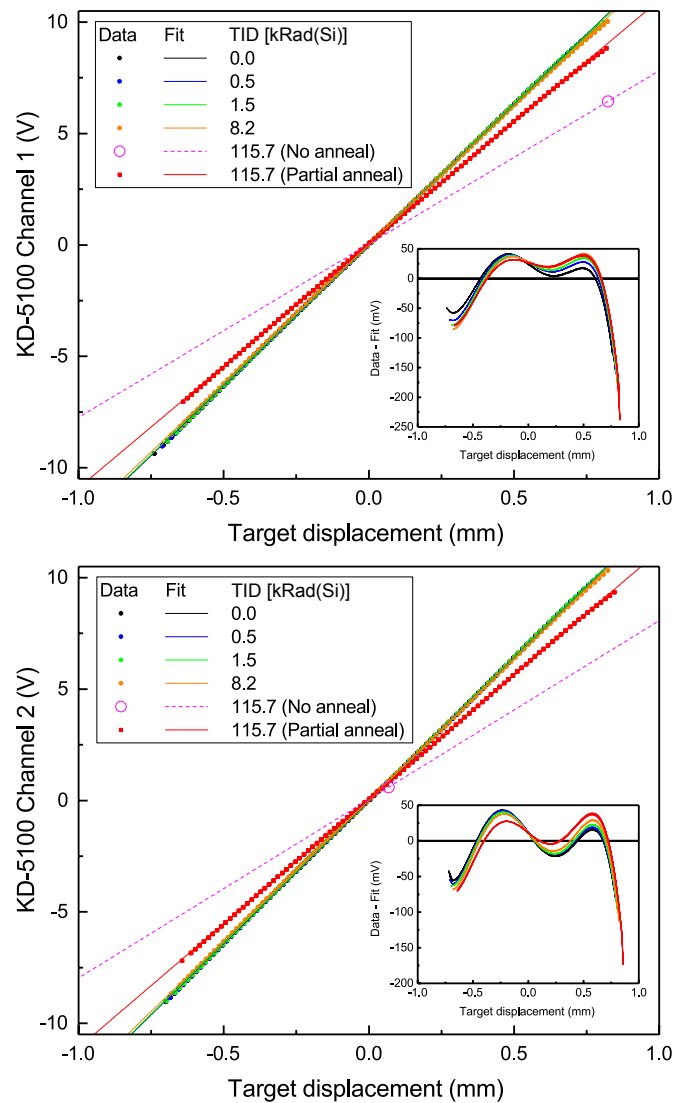 10
5
0
-5
-10
KD-5100 Channel 1 (V)
Data Fit TID [kRad(Si)]
0.0
0.5
1.5
8.2
115.7 (No anneal)
115.7 (Partial anneal)
50
0
-50
-100
-150
-200
-250
Data - Fit (mV)
-1.0 -0.5 0.0 0.5 1.0
Target displacement (mm)
-1.0 -0.5 0.0 0.5 1.0
Target displacement (mm)
10
5
0
-5
-10
KD-5100 Channel 2 (V)
Data Fit TID [kRad(Si)]
0.0
0.5
1.5
8.2
115.7 (No anneal)
115.7 (Partial anneal)
50
0
-50
-100
-150
-200
Data - Fit (mV)
-1.0 -0.5 0.0 0.5 1.0
Target displacement (mm)
-1.0 -0.5 0.0 0.5 1.0
Target displacement (mm)